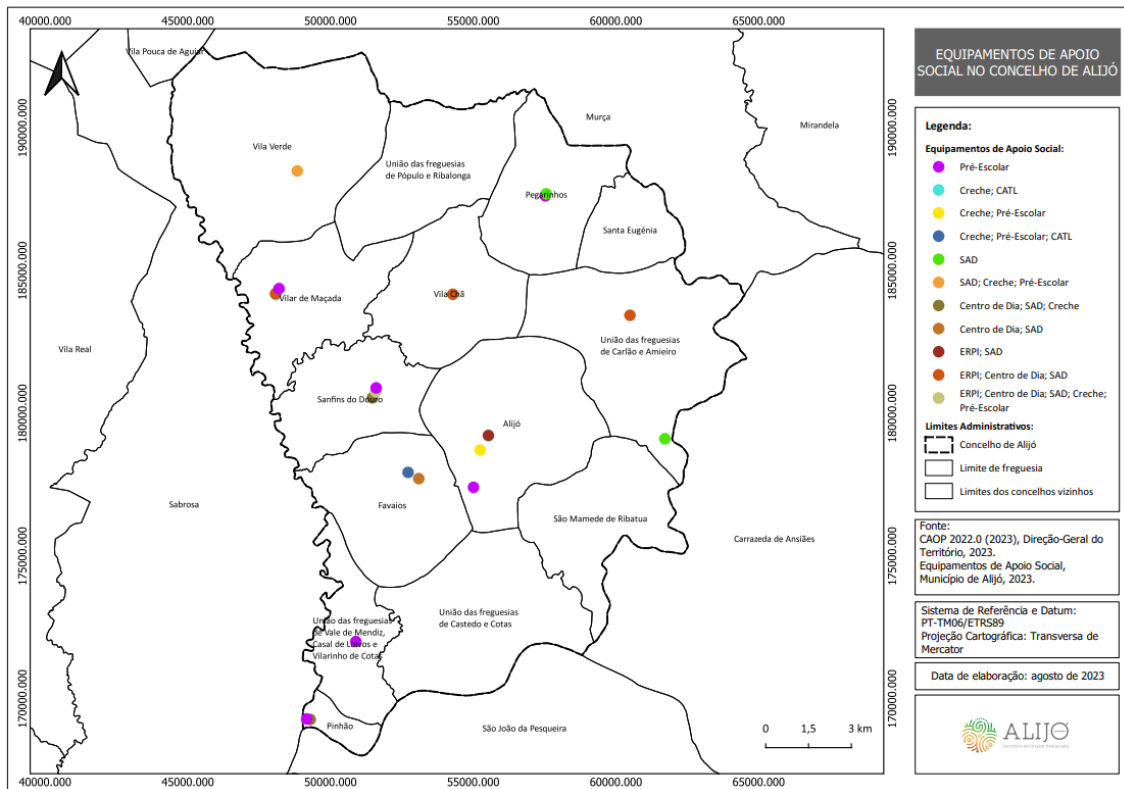 40000.000 45000.000 50000.000 55000.000 60000.000 65000.000
Vila Pouca de Aguiar
Murça
Mirandela
190000.000 190000.000
Vila Verde
União das freguesias
de Pópulo e Ribalonga
Pegarinhos
Santa Eugénia
185000.000 185000.000
Vilar de Maçada
Vila Chã
União das freguesias
de Carlão e Amieiro
Vila Real
180000.000 180000.000
Sanfins do Douro
Alijó
Favaios
Sabrosa
São Mamede de Ribatua
Carrazeda de Ansiães
175000.000 175000.000
União das freguesias
de Castedo e Cotas
União das freguesias
de Vale de Mendiz,
Casal de Loivos e
Vilarinho de Cotas
170000.000 170000.000
Pinhão
São João da Pesqueira
0 1,5 3 km
40000.000 45000.000 50000.000 55000.000 60000.000 65000.000
EQUIPAMENTOS DE APOIO
SOCIAL NO CONCELHO DE ALIJÓ
Legenda:
Equipamentos de Apoio Social:
Pré-Escolar
Creche; CATL
Creche; Pré-Escolar
Creche; Pré-Escolar; CATL
SAD
SAD; Creche; Pré-Escolar
Centro de Dia; SAD; Creche
Centro de Dia; SAD
ERPI; SAD
ERPI; Centro de Dia; SAD
ERPI; Centro de Dia; SAD; Creche;
Pré-Escolar
Limites Administrativos:
Concelho de Alijó
Limite de freguesia
Limites dos concelhos vizinhos
Fonte:
CAOP 2022.0 (2023), Direção-Geral do
Território, 2023.
Equipamentos de Apoio Social,
Município de Alijó, 2023.
Sistema de Referência e Datum:
PT-TM06/ETRS89
Projeção Cartográfica: Transversa de
Mercator
Data de elaboração: agosto de 2023
ALIJÓ